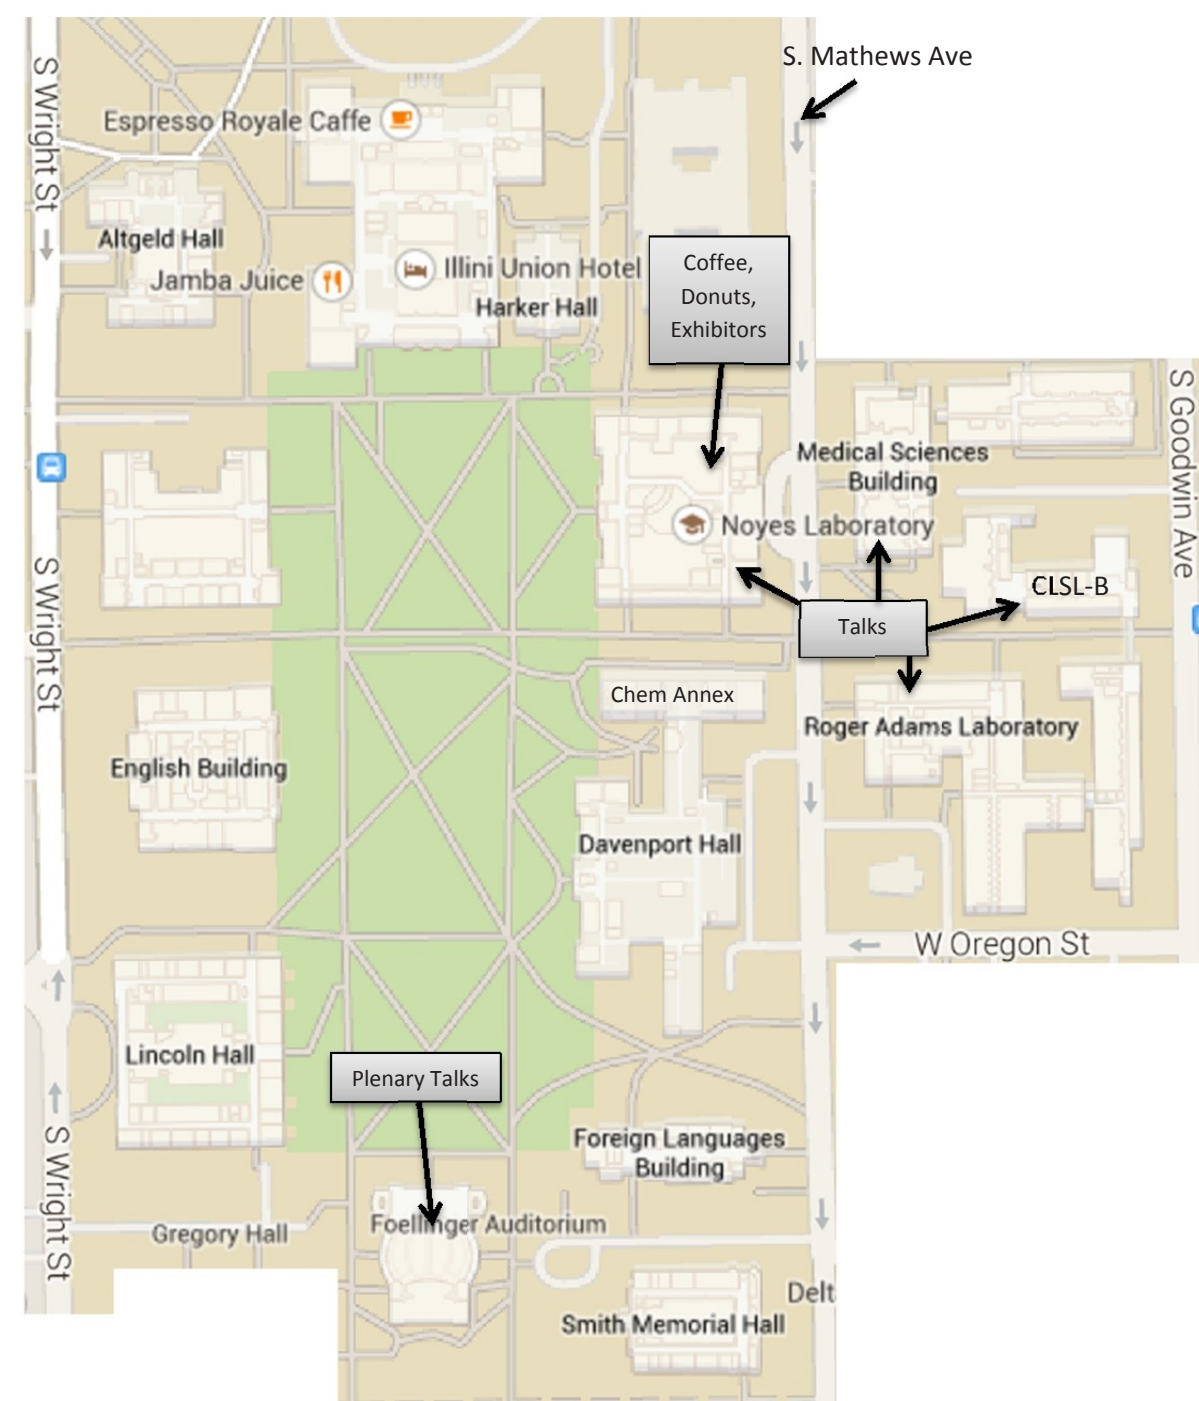 S. Mathews Ave
S Wright St
Espresso Royale Caffe
Altgeld Hall
Jamba Juice
Illini Union Hotel
Harker Hall
Coffee,
Donuts,
Exhibitors
S Goodwin Ave
Medical Sciences
Building
Noyes Laboratory
CLSL-B
S Wright St
Talks
Chem Annex
Roger Adams Laboratory
English Building
Davenport Hall
W Oregon St
Lincoln Hall
Plenary Talks
Foreign Languages
Building
S Wright St
Gregory Hall
Foellinger Auditorium
Delt
Smith Memorial Hall